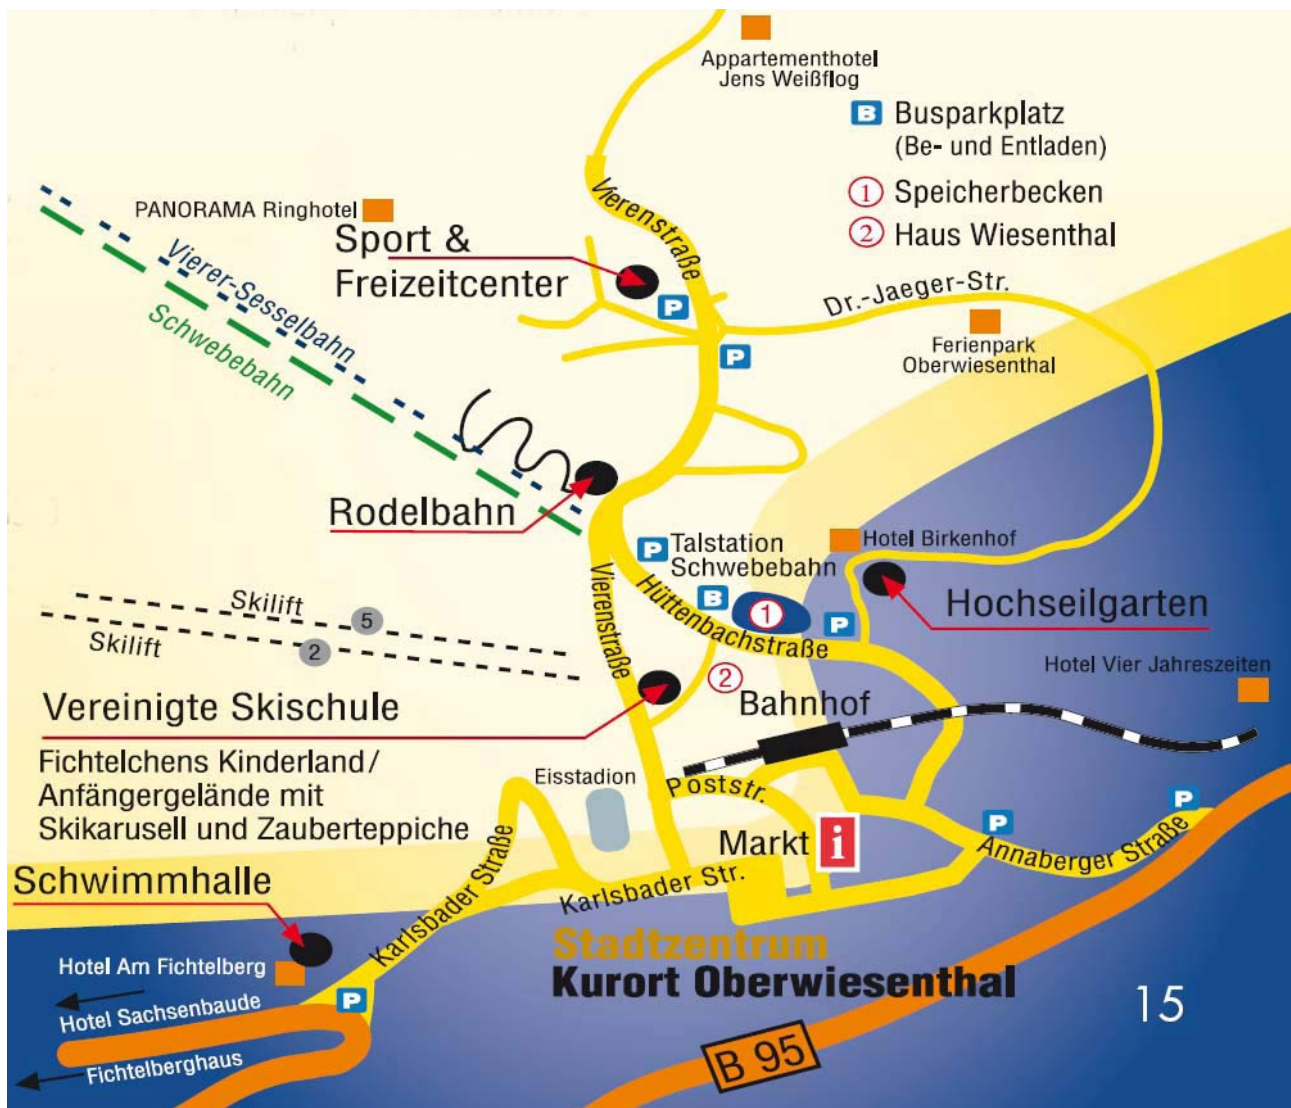 Appartementhotel
Jens Weißflog
B Busparkplatz
(Be- und Entladen)
1 Speicherbecken
2 Haus Wiesenthal
PANORAMA Ringhotel
Sport &
Freizeitcenter
Vierenstraße
P
P
Dr.-Jaeger-Str.
Ferienpark
Oberwiesenthal
Vierer-Sesselbahn
Schwebebahn
Rodelbahn
P Talstation
Schwebebahn
Hotel Birkenhof
B
1
P
Hüttenbachstraße
Vierenstraße
Hochseilgarten
Skilift
5
Skilift
2
Hotel Vier Jahreszeiten
2
Bahnhof
Vereinigte Skischule
Fichtelchens Kinderland/
Anfängergelände mit
Skikarusell und Zauberteppiche
Eisstadion
Poststr.
Markt
i
P
P
Annaberger Straße
Schwimmhalle
Karlsbader Straße
Karlsbader Str.
Stadtzentrum
Kurort Oberwiesenthal
Hotel Am Fichtelberg
P
Hotel Sachsenbaude
Fichtelberghaus
B 95
15